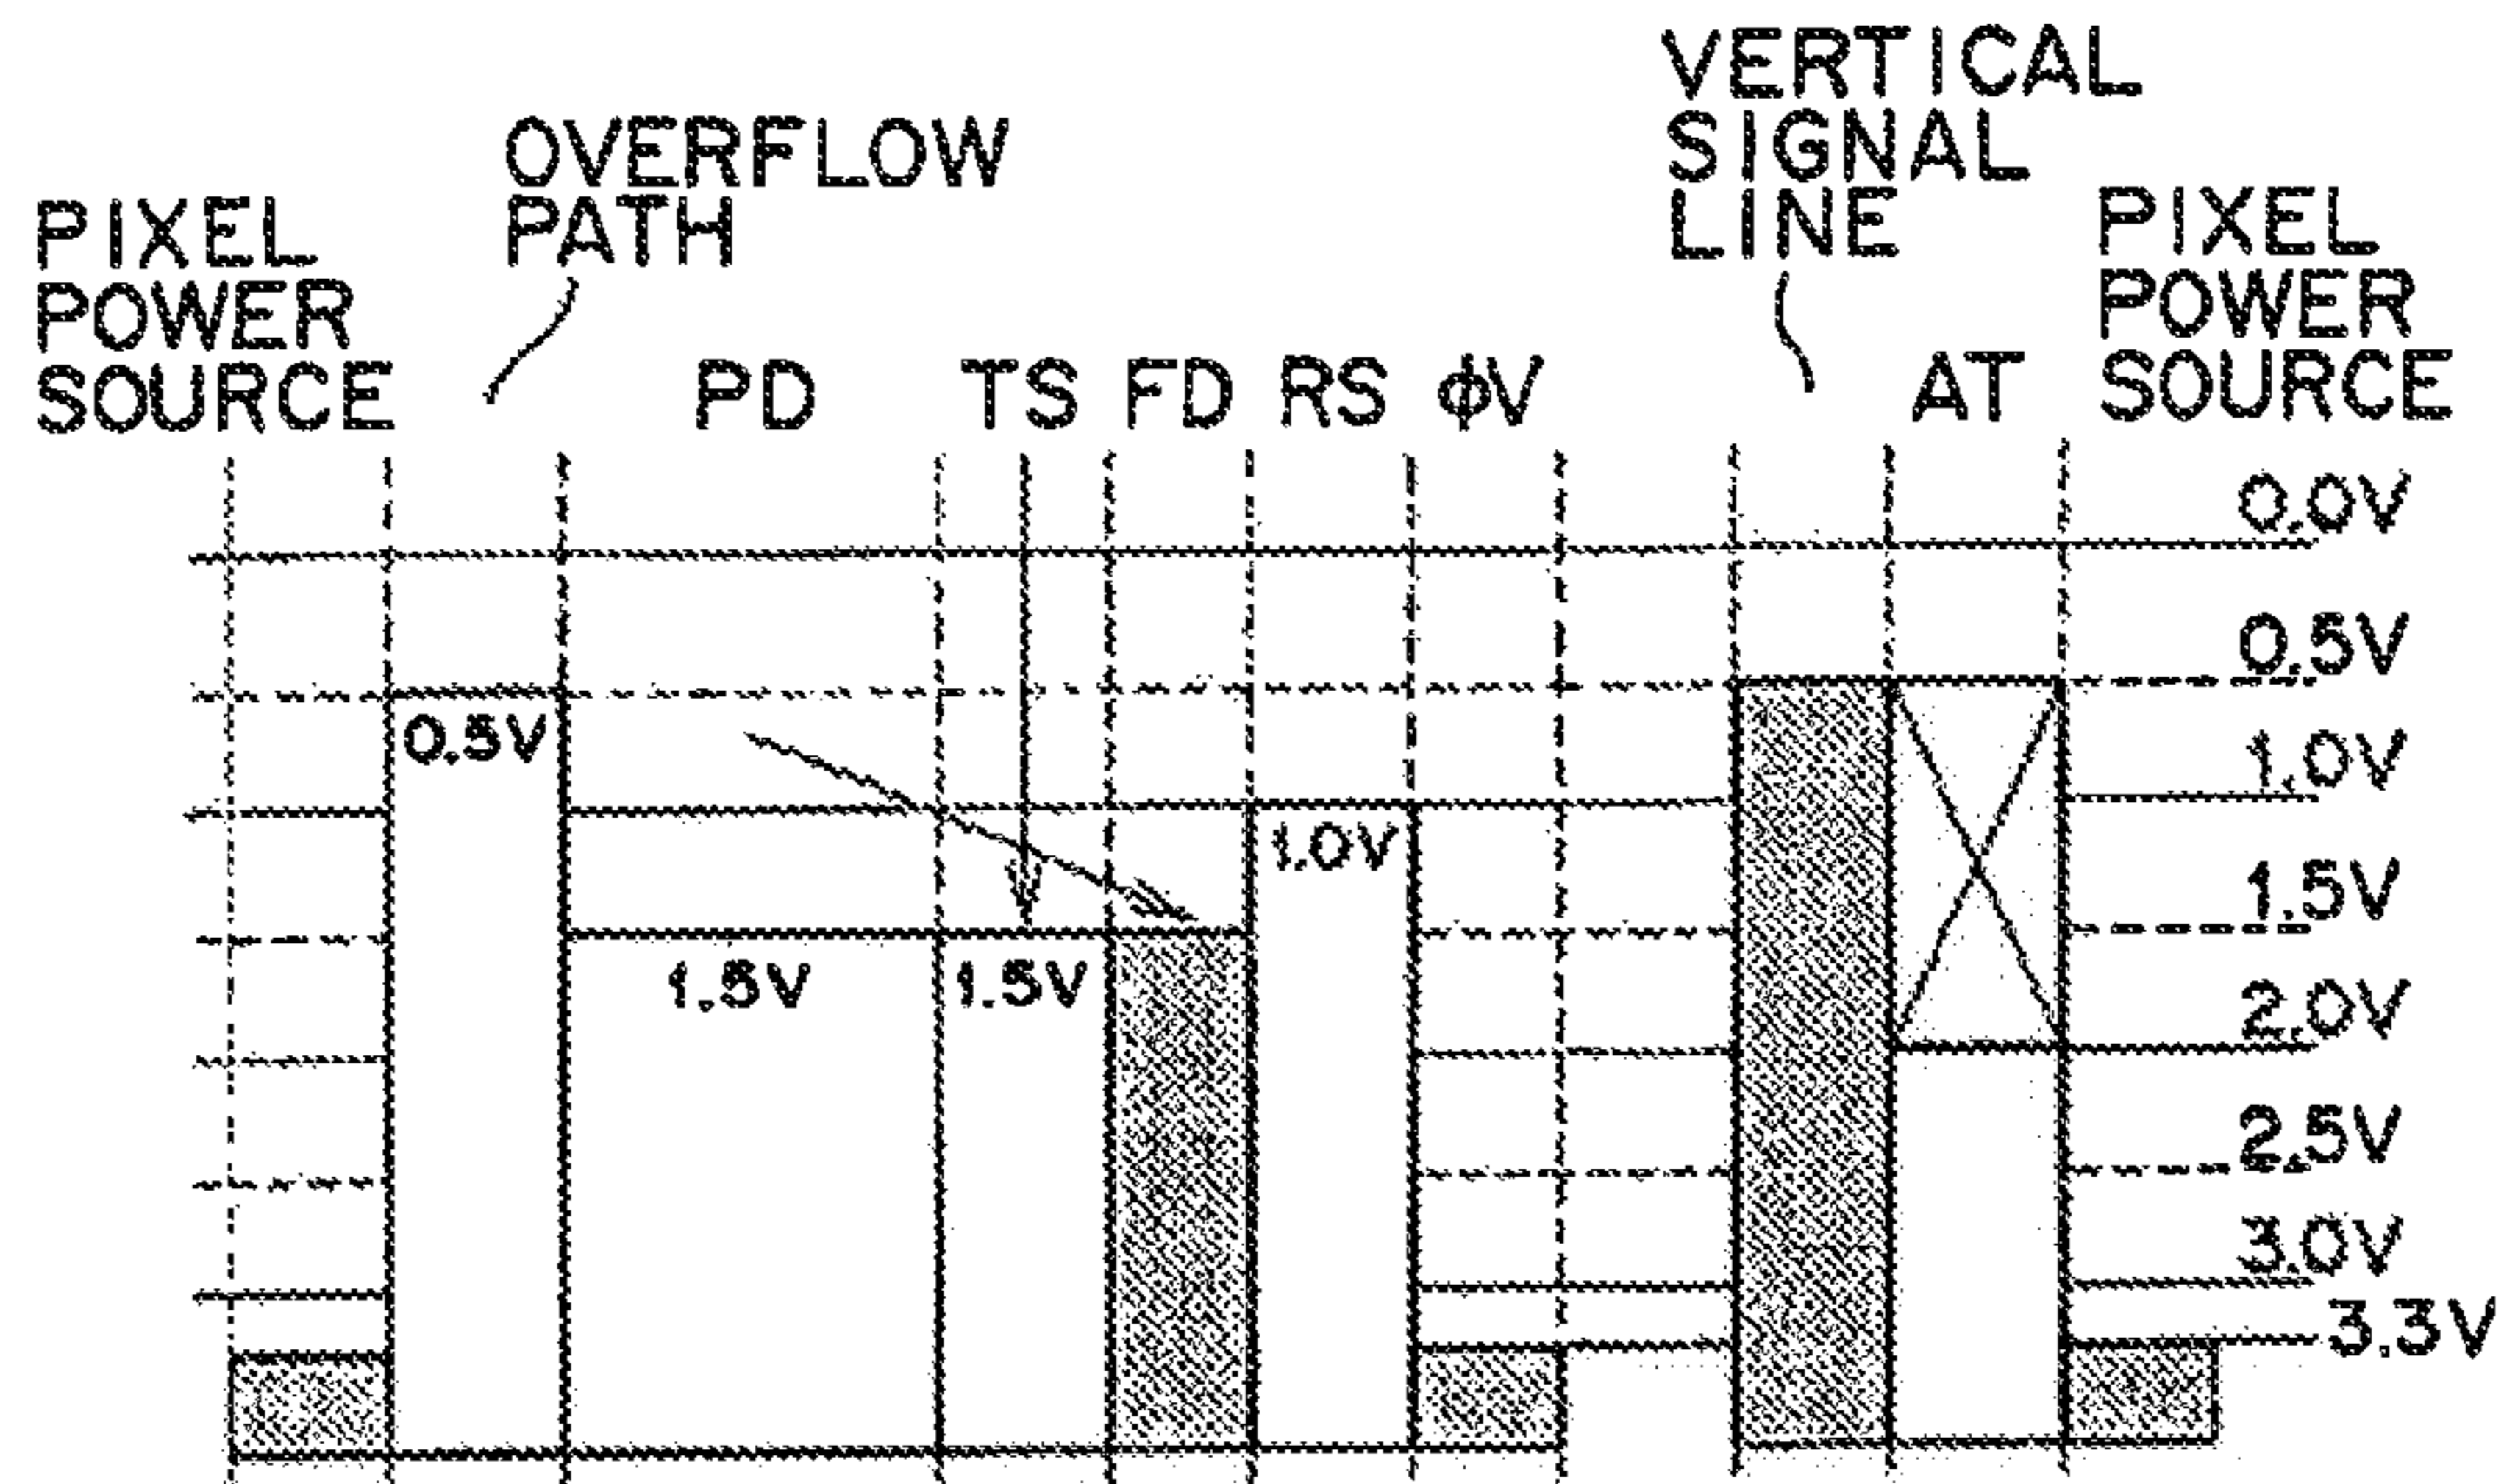 PIXEL
POWER
SOURCE
OVERFLOW
PATH
PD
TS
FD
RS
ϕV
VERTICAL
SIGNAL
LINE
AT
PIXEL
POWER
SOURCE
0.0V
0.5V
1.0V
1.5V
2.0V
2.5V
3.0V
3.3V
0.5V
1.5V
1.5V
1.0V